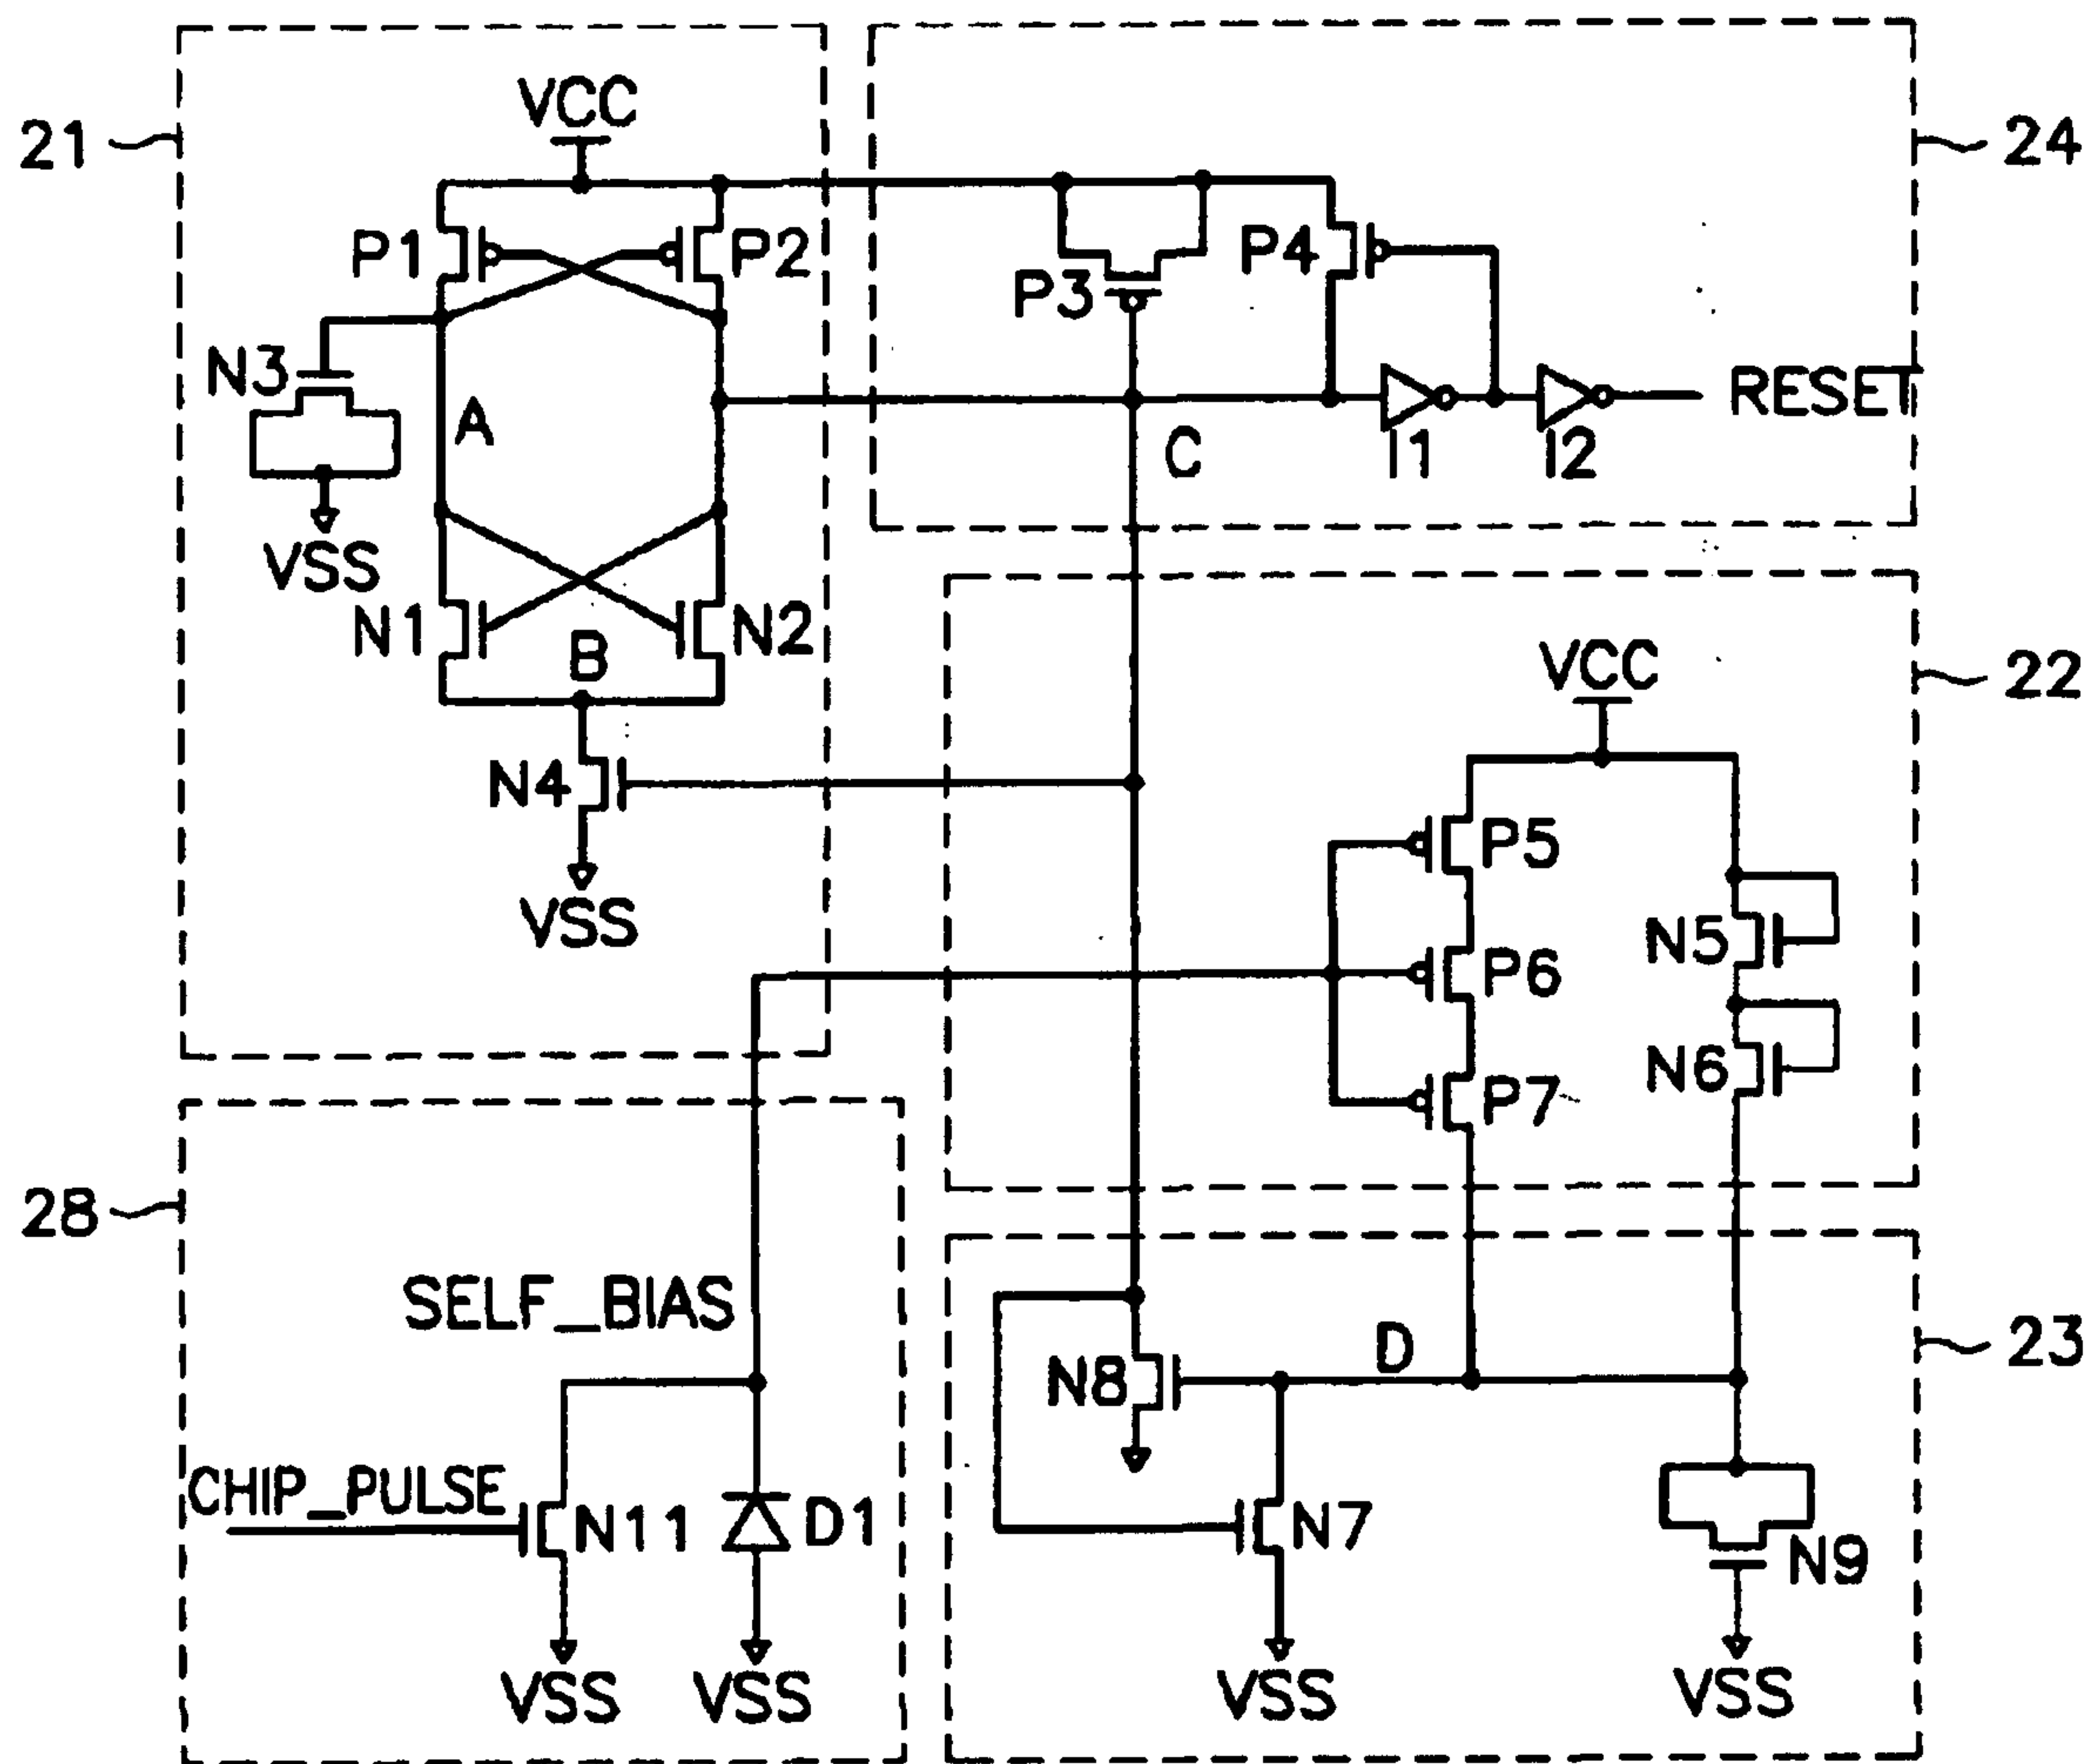 21
VCC
24
P1
P2
P3
P4
N3
A
RESET
C
I1
I2
VSS
N1
B
N2
VCC
22
N4
P5
N5
VSS
P6
N6
P7
28
SELF_BIAS
D
23
N8
CHIP_PULSE
N11
D1
N7
N9
VSS
VSS
VSS
VSS